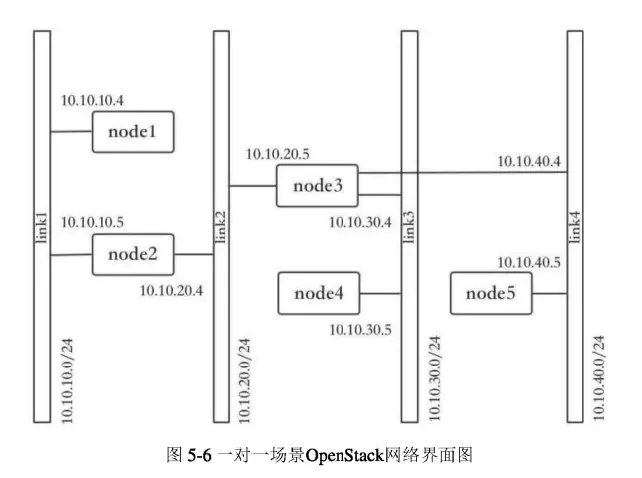 10.10.10.4
node1
10.10.20.5
10.10.40.4
node3
10.10.10.5
10.10.30.4
link1
link2
link3
link4
node2
10.10.40.5
10.10.20.4
node4
node5
10.10.30.5
10.10.10.0/24
10.10.20.0/24
10.10.30.0/24
10.10.40.0/24
图 5-6 一对一场景OpenStack网络界面图